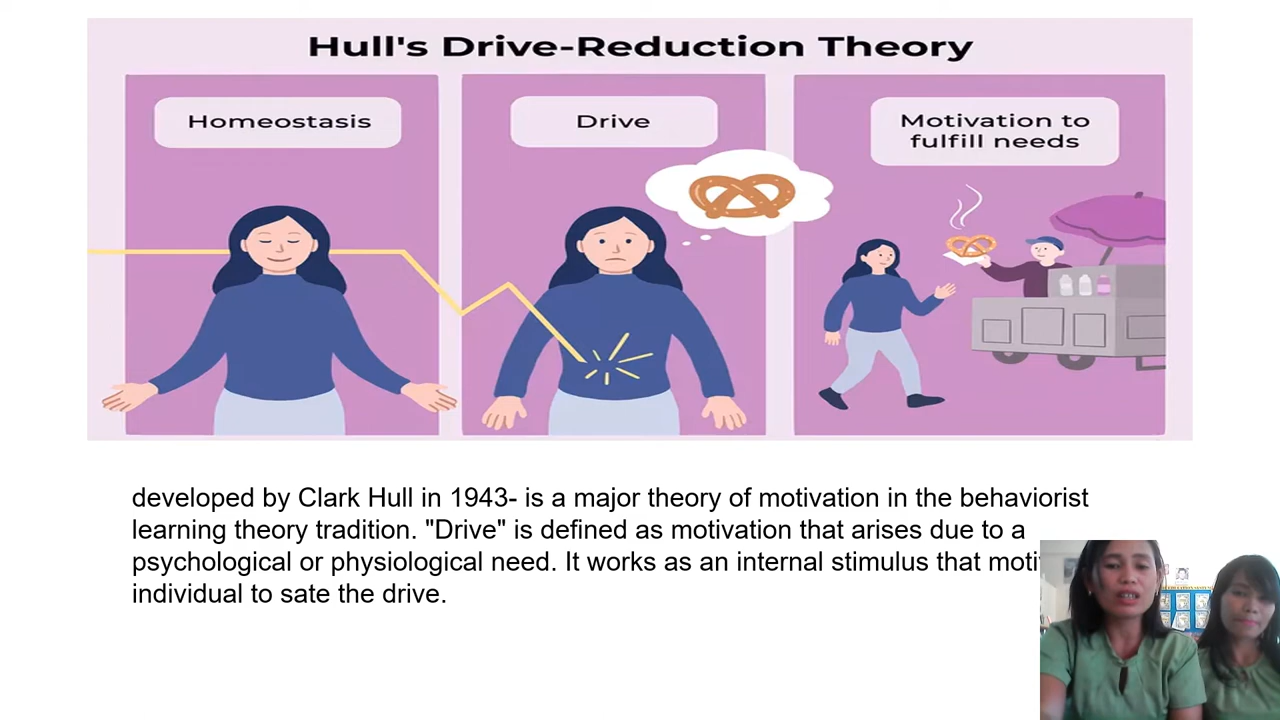 Hull's Drive-Reduction Theory
Homeostasis
Drive
Motivation to
fulfill needs
developed by Clark Hull in 1943- is a major theory of motivation in the behaviorist
learning theory tradition. "Drive" is defined as motivation that arises due to a
psychological or physiological need. It works as an internal stimulus that
individual to sate the drive.